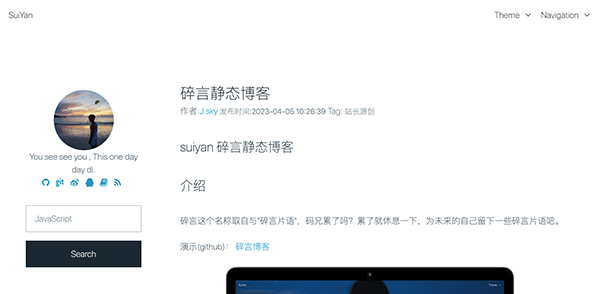 SuiYan
Theme
Navigation
You see see you , This one day
day di.
git
JavaScript
Search
碎言静态博客
作者:J.sky 发布时间:2023-04-05 10:26:39 Tag: 站长源创
suiyan 碎言静态博客
介绍
碎言这个名称取自与“碎言片语”，码兄累了吗？累了就休息一下，为未来的自己留下一些碎言片语吧。
演示(github)： 碎言博客